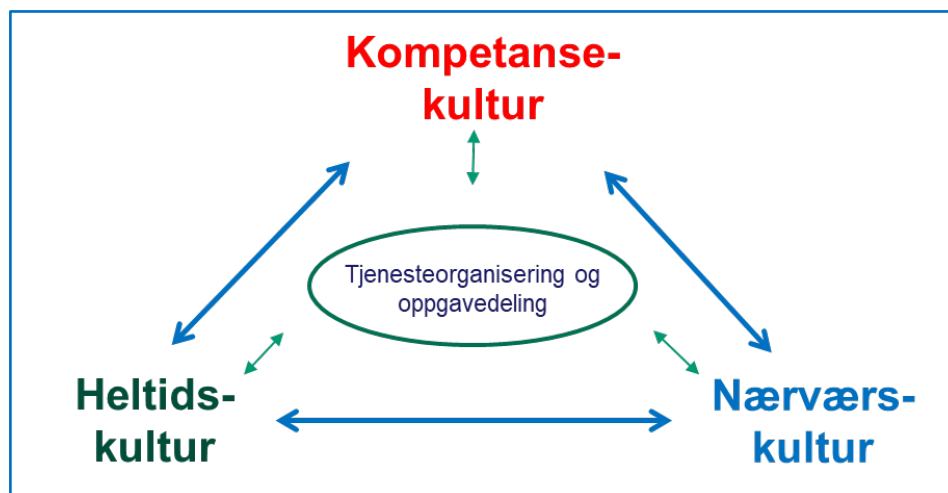 Kompetanse-
kultur
Tjenesteorganisering og
oppgavedeling
Heltids-
kultur
Nærværs-
kultur